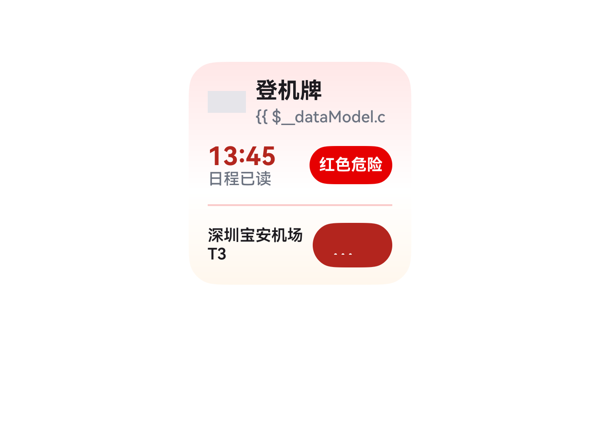 登机牌
{{ $__dataModel.c
13:45
日程已读
红色危险
深圳宝安机场
T3
...